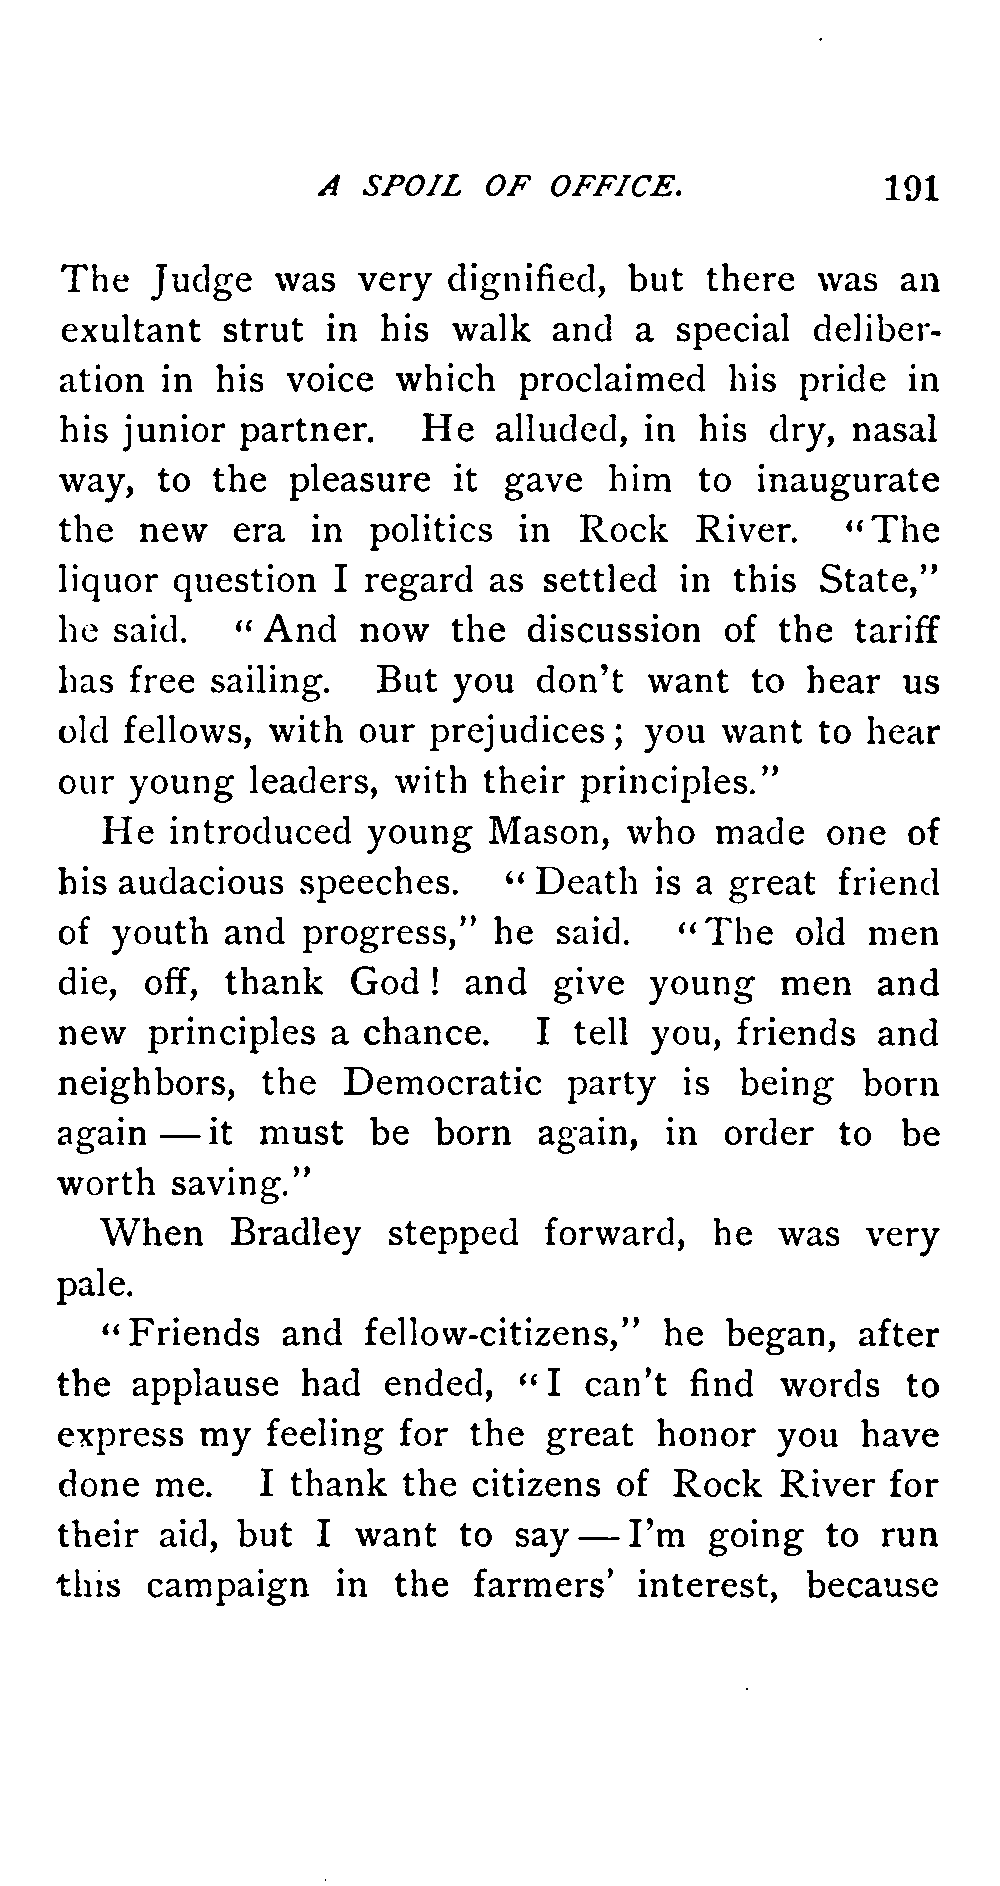 A SPOIL OF OFFICE. 191
The Judge was very dignified, but there was an
exultant strut in his walk and a special deliber-
ation in his voice which proclaimed his pride in
his junior partner. He alluded, in his dry, nasal
way, to the pleasure it gave him to inaugurate
the new era in politics in Rock River. "The
liquor question I regard as settled in this State,"
he said. "And now the discussion of the tariff
has free sailing. But you don't want to hear us
old fellows, with our prejudices; you want to hear
our young leaders, with their principles."
He introduced young Mason, who made one of
his audacious speeches. "Death is a great friend
of youth and progress," he said. "The old men
die, off, thank God! and give young men and
new principles a chance. I tell you, friends and
neighbors, the Democratic party is being born
again — it must be born again, in order to be
worth saving."
When Bradley stepped forward, he was very
pale.
"Friends and fellow-citizens," he began, after
the applause had ended, "I can't find words to
express my feeling for the great honor you have
done me. I thank the citizens of Rock River for
their aid, but I want to say — I'm going to run
this campaign in the farmers' interest, because